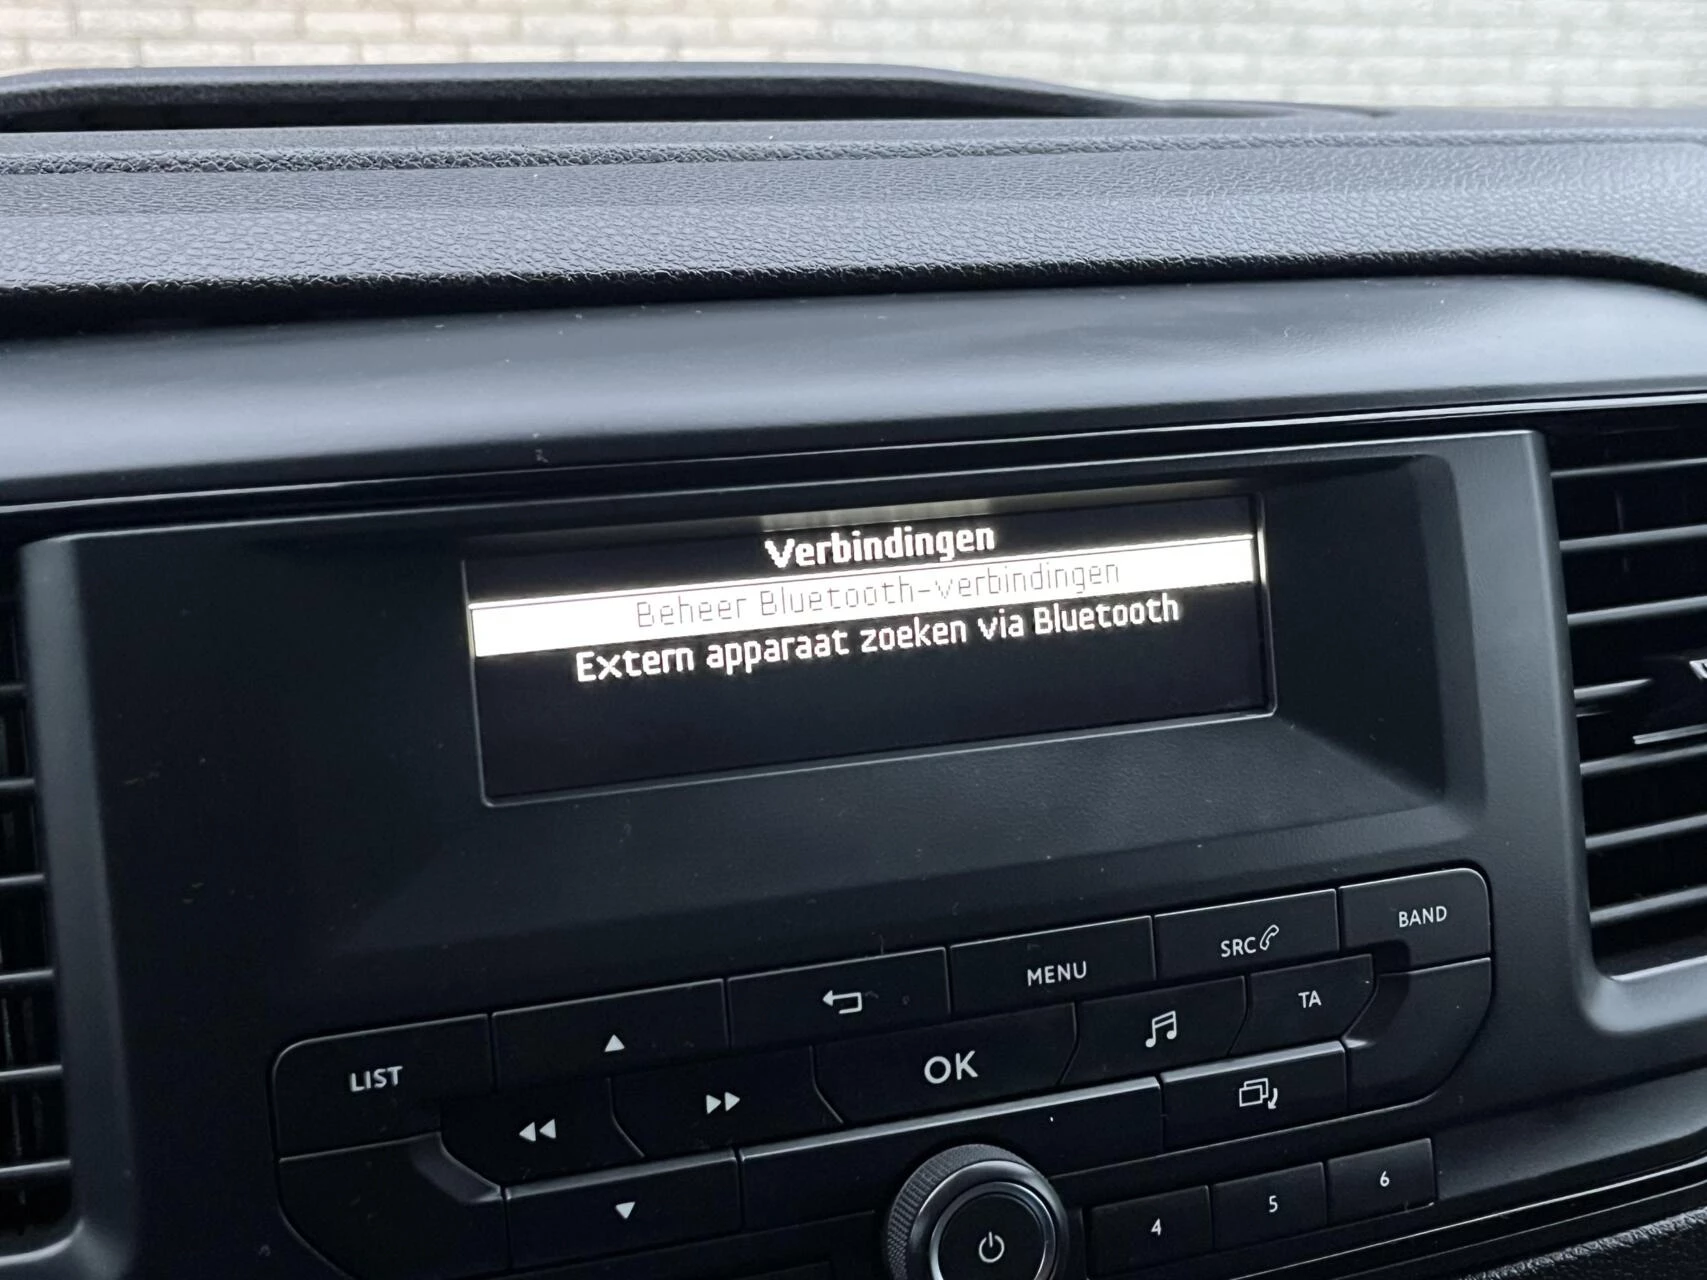 Verbindingen
Beheer Bluetooth-verbindingen
Extern apparaat zoeken via Bluetooth
BAND
SRC
MENU
TA
OK
LIST
6
5
4